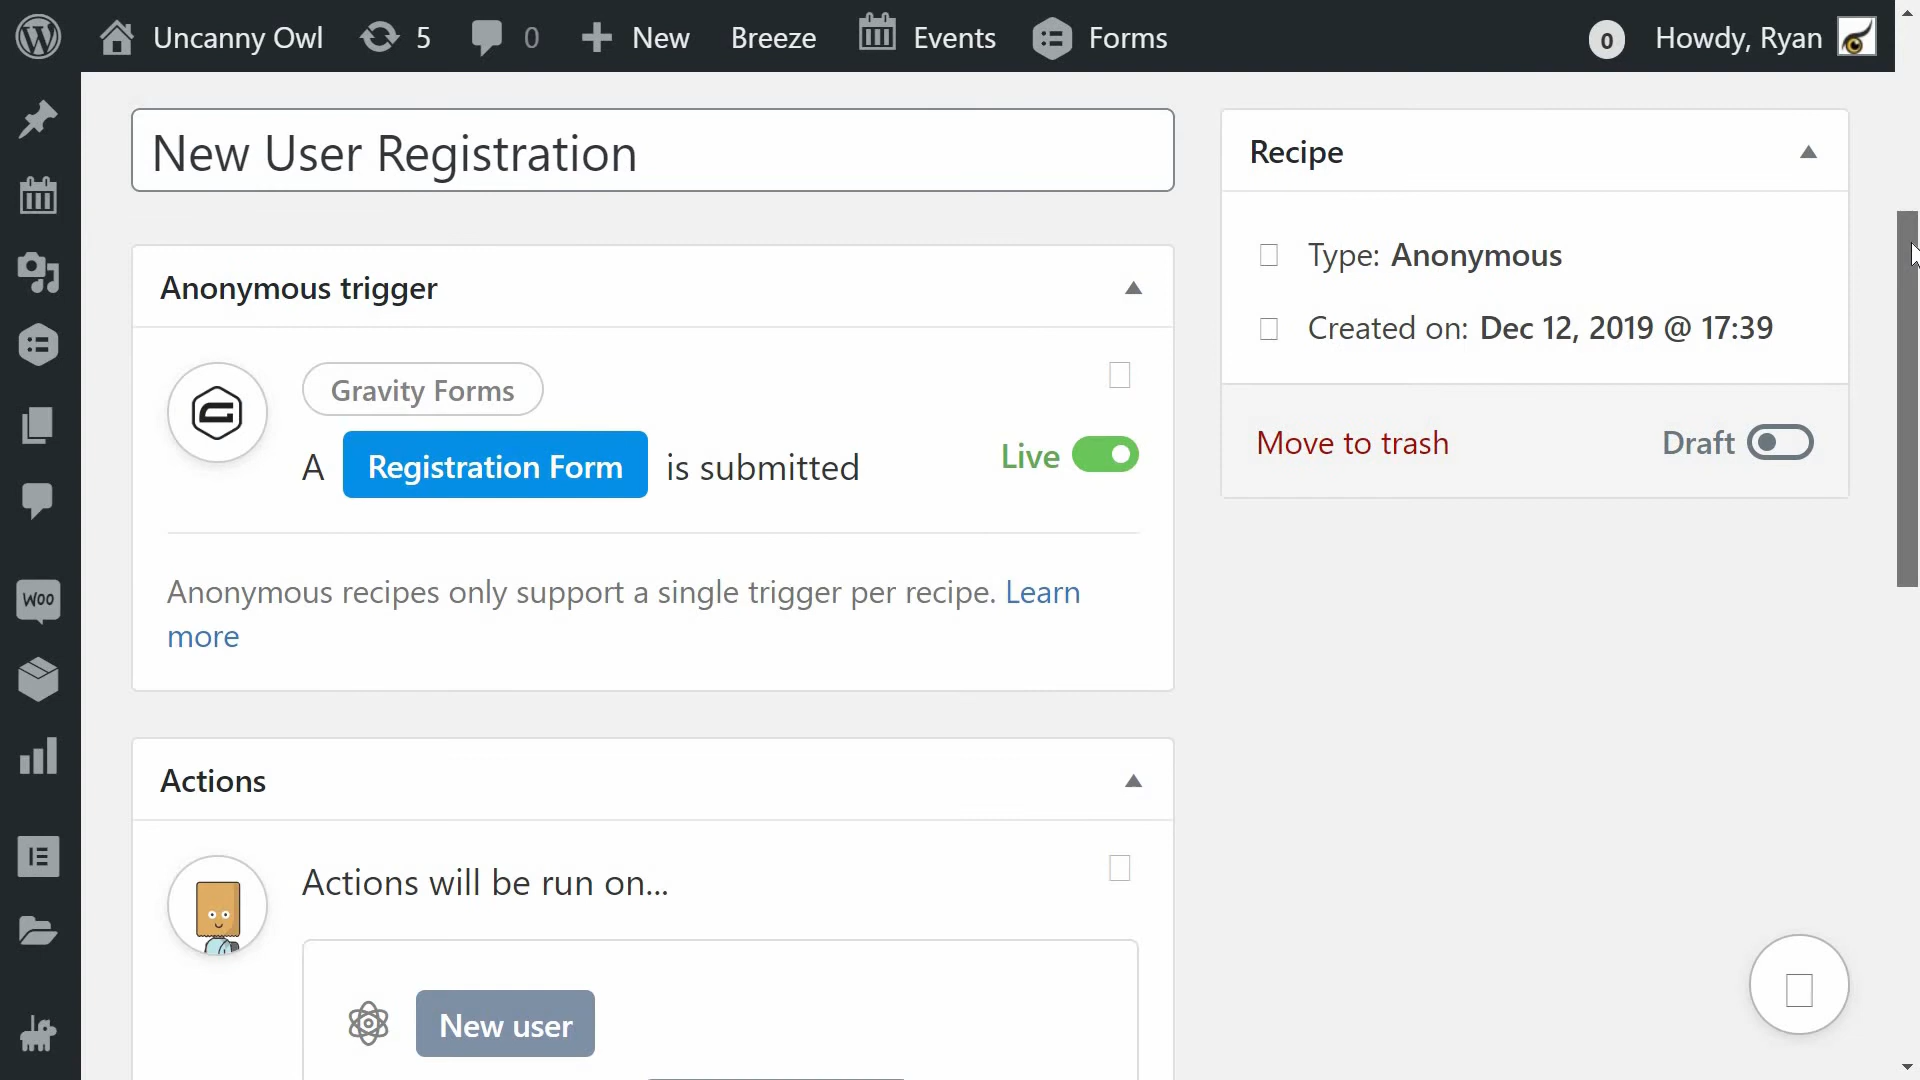 Uncanny Owl 5 0 New Breeze Events Forms 0 Howdy, Ryan
New User Registration
Recipe
Type: Anonymous
Created on: Dec 12, 2019 @ 17:39
Move to trash Draft
Anonymous trigger
Gravity Forms
A Registration Form is submitted Live
Anonymous recipes only support a single trigger per recipe. Learn
more
Actions
Actions will be run on...
New user
WOO